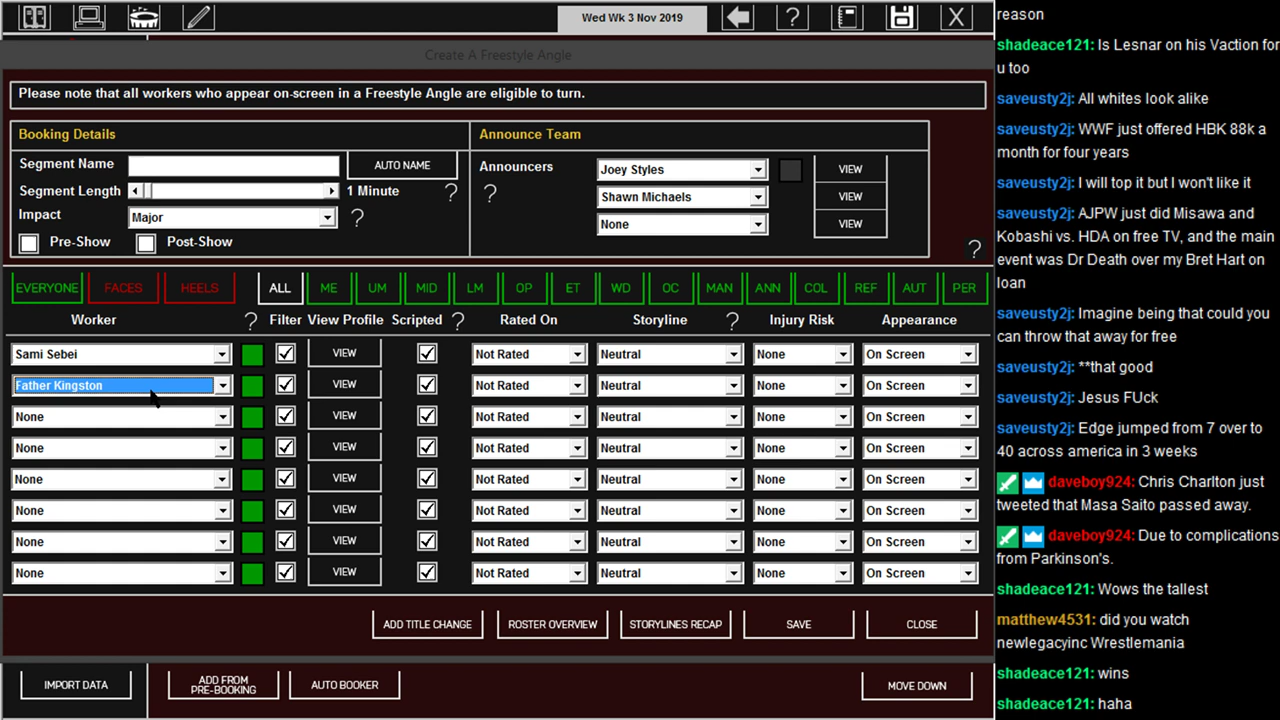 Wed Wk 3 Nov 2019
?
X
Create A Freestyle Angle
Please note that all workers who appear on-screen in a Freestyle Angle are eligible to turn.
Booking Details
Segment Name
AUTO NAME
Segment Length
1 Minute
?
Impact
Major
?
Pre-Show
Post-Show
Announce Team
Announcers
?
Joey Styles
VIEW
Shawn Michaels
VIEW
None
VIEW
?
EVERYONE FACES HEELS ALL ME UM MID LM OP ET WD OC MAN ANN COL REF AUT PER
Worker ? Filter View Profile Scripted ? Rated On Storyline ? Injury Risk Appearance
Sami Sebei VIEW Not Rated Neutral None On Screen
Father Kingston VIEW Not Rated Neutral None On Screen
None VIEW Not Rated Neutral None On Screen
None VIEW Not Rated Neutral None On Screen
None VIEW Not Rated Neutral None On Screen
None VIEW Not Rated Neutral None On Screen
None VIEW Not Rated Neutral None On Screen
None VIEW Not Rated Neutral None On Screen
ADD TITLE CHANGE ROSTER OVERVIEW STORYLINES RECAP SAVE CLOSE
IMPORT DATA
ADD FROM
PRE-BOOKING
AUTO BOOKER
MOVE DOWN
reason
shadeace121: Is Lesnar on his Vaction for
u too
saveusty2j: All whites look alike
saveusty2j: WWF just offered HBK 88k a
month for four years
saveusty2j: I will top it but I won't like it
saveusty2j: AJPW just did Misawa and
Kobashi vs. HDA on free TV, and the main
event was Dr Death over my Bret Hart on
loan
saveusty2j: Imagine being that could you
can throw that away for free
saveusty2j: **that good
saveusty2j: Jesus FUck
saveusty2j: Edge jumped from 7 over to
40 across america in 3 weeks
daveboy924: Chris Charlton just
tweeted that Masa Saito passed away.
daveboy924: Due to complications
from Parkinson's.
shadeace121: Wows the tallest
matthew4531: did you watch
newlegacyinc Wrestlemania
shadeace121: wins
shadeace121: haha